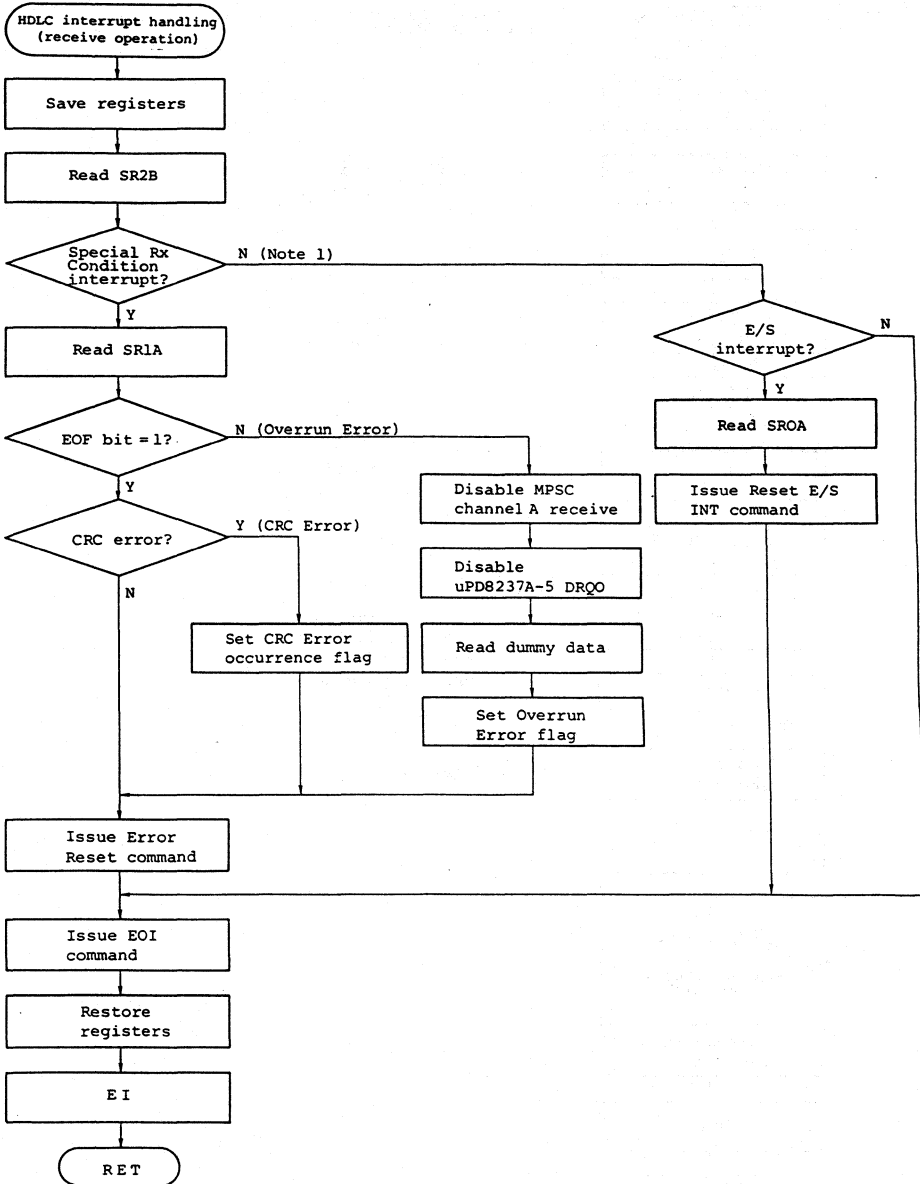 HDLC interrupt handling
(receive operation)
Save registers
Read SR2B
Special Rx
Condition
interrupt?
N (Note 1)
Y
E/S
interrupt?
N
Y
Read SR1A
Read SROA
EOF bit = 1?
N (Overrun Error)
Y
Disable MPSC
channel A receive
Issue Reset E/S
INT command
CRC error?
Y (CRC Error)
N
Disable
uPD8237A-5 DRQO
Set CRC Error
occurrence flag
Read dummy data
Set Overrun
Error flag
Issue Error
Reset command
Issue EOI
command
Restore
registers
EI
RET